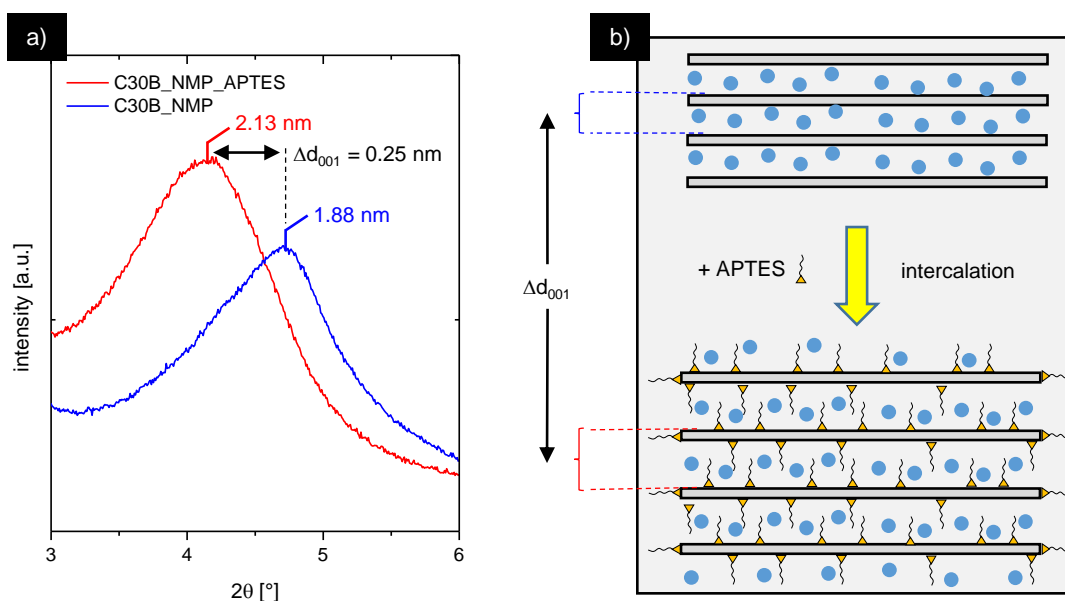 a)
C30B_NMP_APTES
C30B_NMP
2.13 nm
Δd001 = 0.25 nm
1.88 nm
intensity [a.u.]
3 4 5 6
2θ [°]
b)
Δd001
+ APTES
intercalation